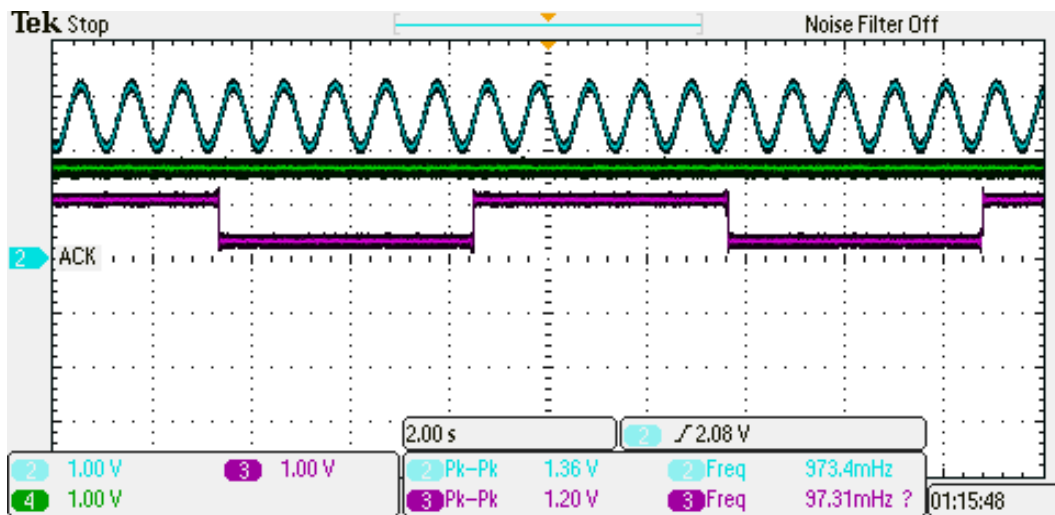 Tek Stop Noise Filter Off
2 ACK
2.00 s 2 2.08 V
2 1.00 V 3 1.00 V 2 Pk-Pk 1.36 V 2 Freq 973.4mHz
4 1.00 V 3 Pk-Pk 1.20 V 3 Freq 97.31mHz ? 01:15:48